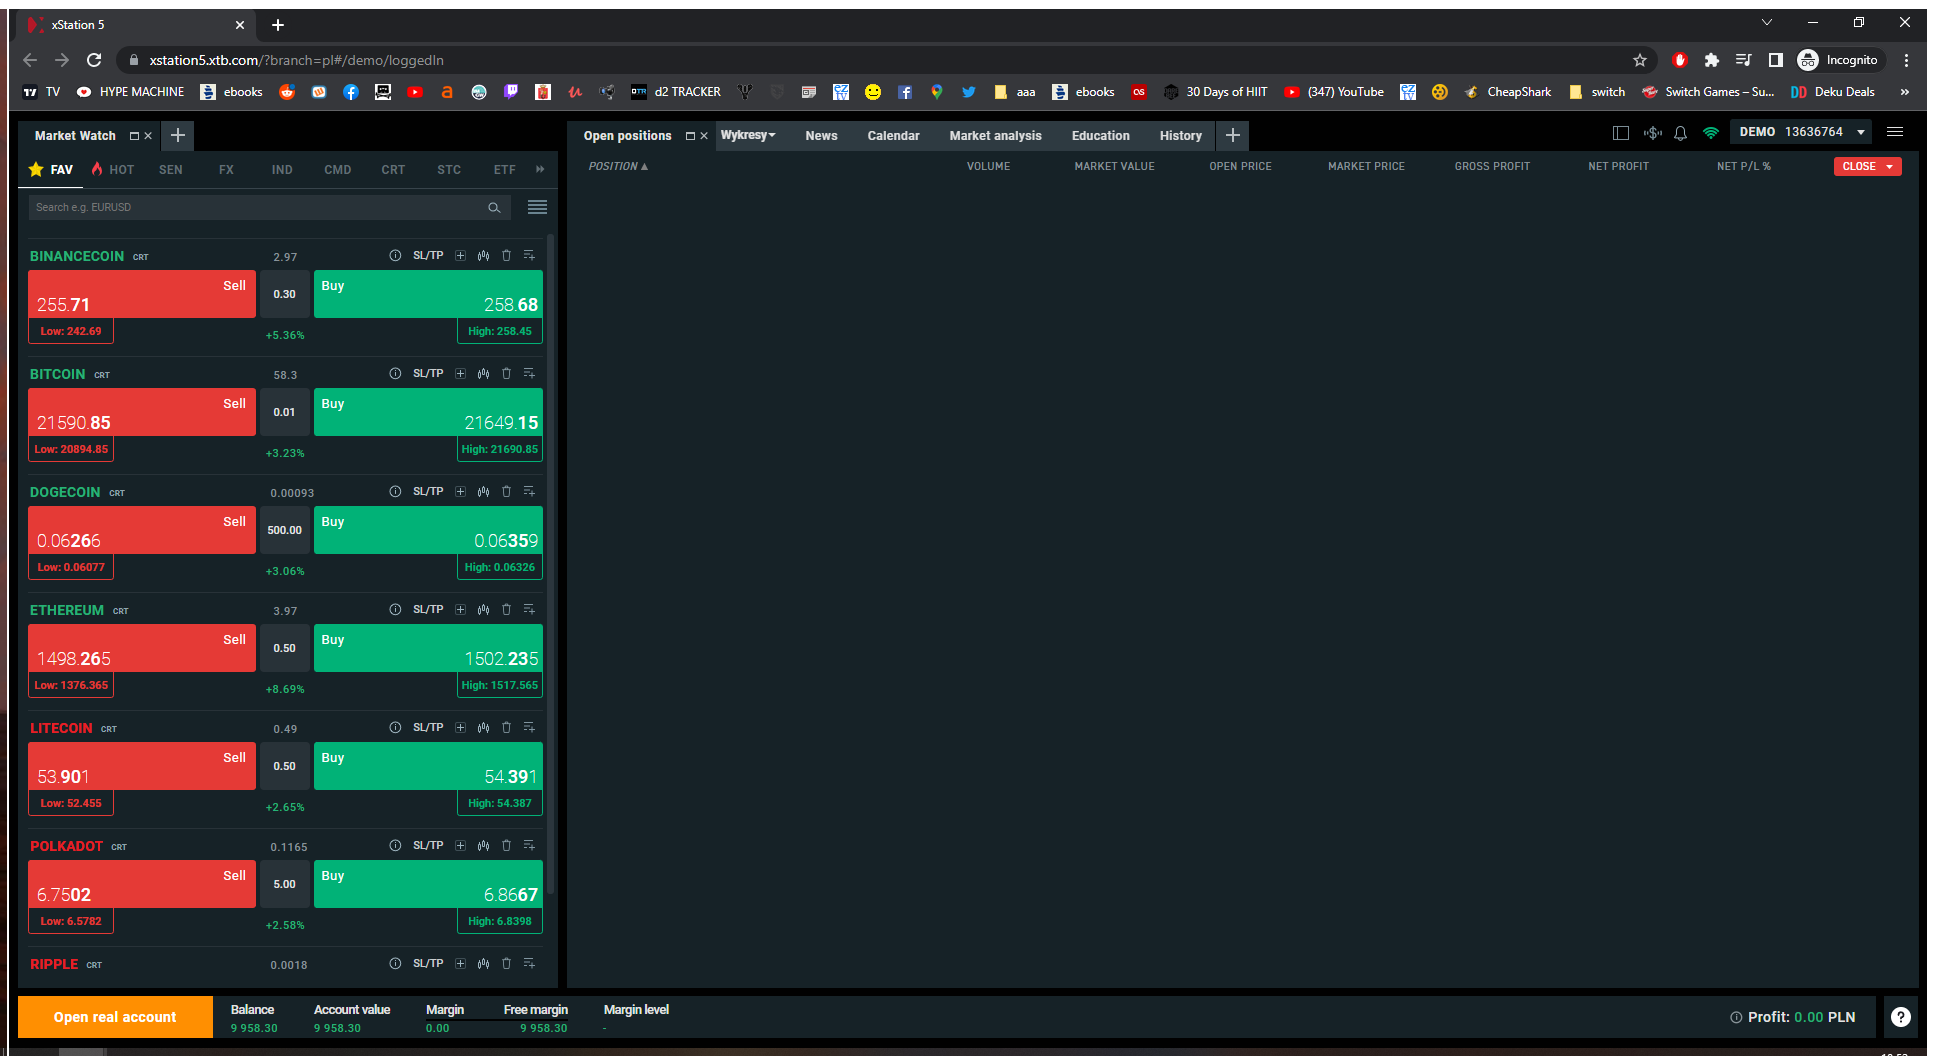 xStation 5
xstation5.xtb.com/?branch=pl#/demo/loggedIn
Incognito
TV HYPE MACHINE ebooks d2 TRACKER aaa ebooks 30 Days of HIIT (347) YouTube CheapShark switch Switch Games – Su... Deku Deals »
Market Watch
FAV HOT SEN FX IND CMD CRT STC ETF
Search e.g. EURUSD
BINANCECOIN CRT 2.97 SL/TP
Sell 0.30 Buy
255.71 258.68
Low: 242.69 +5.36% High: 258.45
BITCOIN CRT 58.3 SL/TP
Sell 0.01 Buy
21590.85 21649.15
Low: 20894.85 +3.23% High: 21690.85
DOGECOIN CRT 0.00093 SL/TP
Sell 500.00 Buy
0.06266 0.06359
Low: 0.06077 +3.06% High: 0.06326
ETHEREUM CRT 3.97 SL/TP
Sell 0.50 Buy
1498.265 1502.235
Low: 1376.365 +8.69% High: 1517.565
LITECOIN CRT 0.49 SL/TP
Sell 0.50 Buy
53.901 54.391
Low: 52.455 +2.65% High: 54.387
POLKADOT CRT 0.1165 SL/TP
Sell 5.00 Buy
6.7502 6.8667
Low: 6.5782 +2.58% High: 6.8398
RIPPLE CRT 0.0018 SL/TP
Open positions Wykresy News Calendar Market analysis Education History
DEMO 13636764
POSITION VOLUME MARKET VALUE OPEN PRICE MARKET PRICE GROSS PROFIT NET PROFIT NET P/L % CLOSE
Open real account
Balance Account value Margin Free margin Margin level
9 958.30 9 958.30 0.00 9 958.30 -
Profit: 0.00 PLN